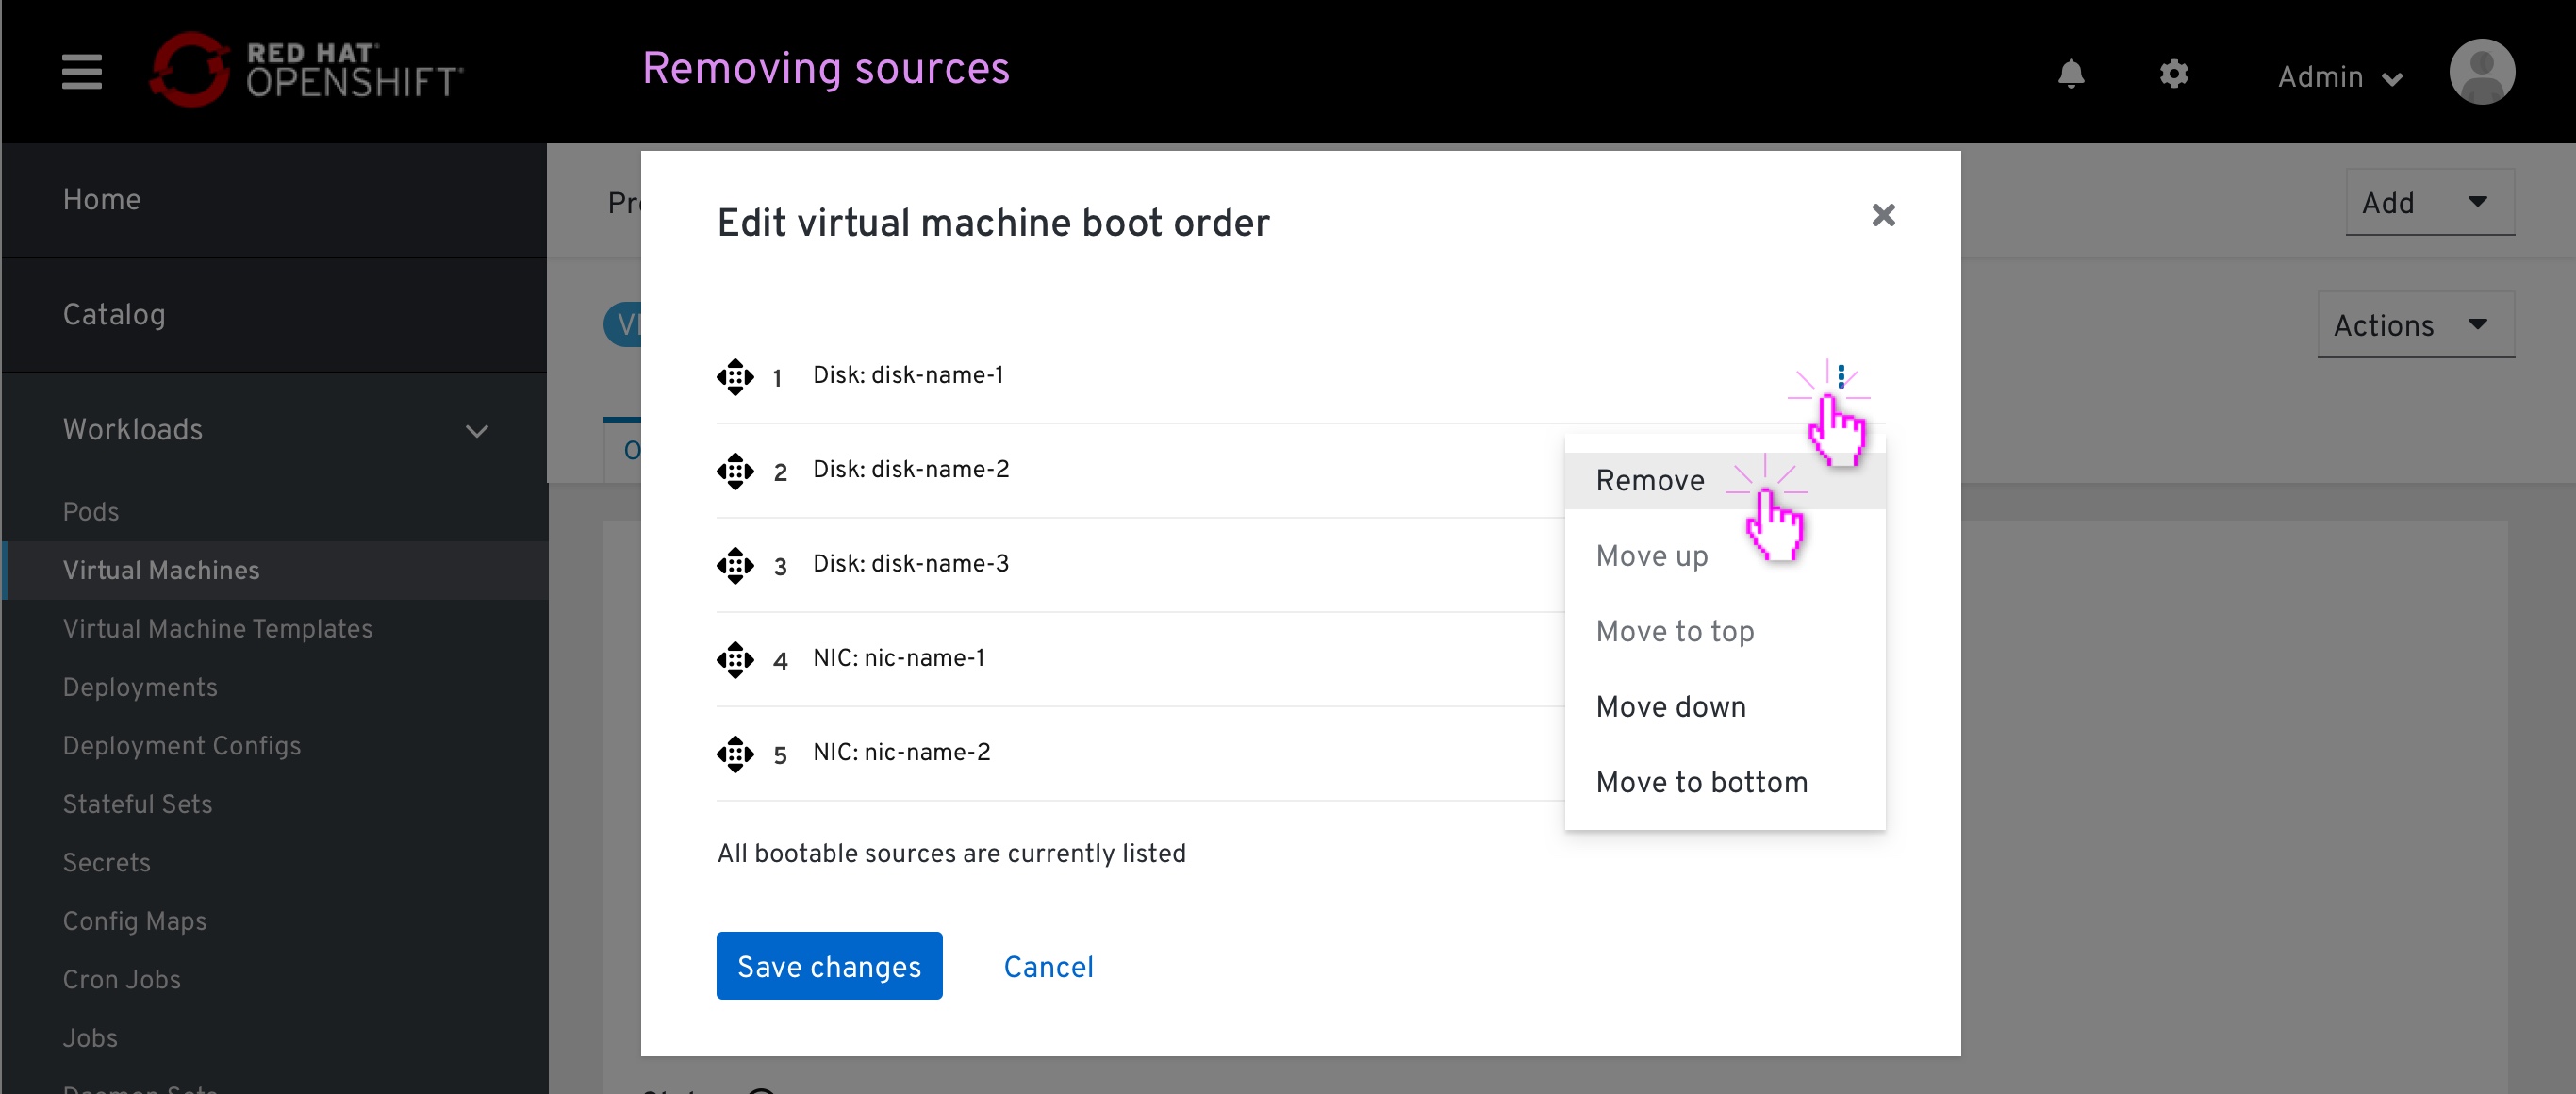 RED HAT
OPENSHIFT
Removing sources
Admin
Home
Catalog
Workloads
Pods
Virtual Machines
Virtual Machine Templates
Deployments
Deployment Configs
Stateful Sets
Secrets
Config Maps
Cron Jobs
Jobs
Add
Actions
Edit virtual machine boot order
1 Disk: disk-name-1
2 Disk: disk-name-2
3 Disk: disk-name-3
4 NIC: nic-name-1
5 NIC: nic-name-2
Remove
Move up
Move to top
Move down
Move to bottom
All bootable sources are currently listed
Save changes Cancel